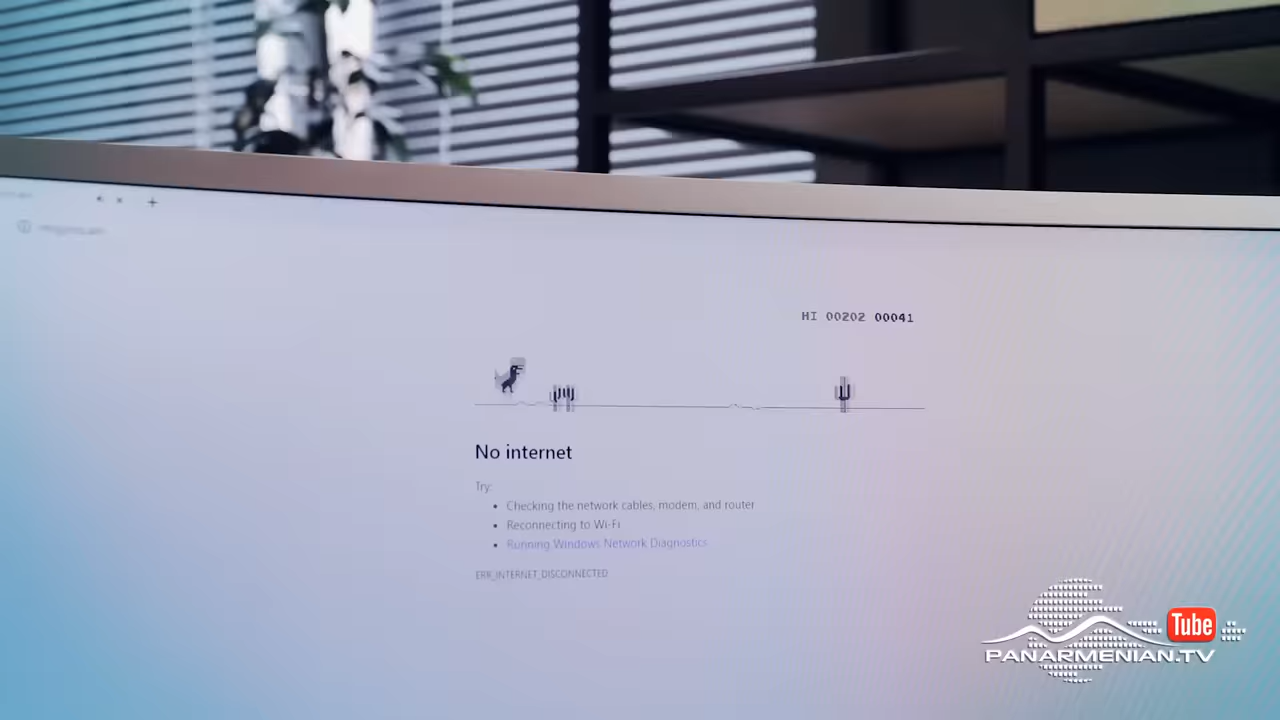 +
HI 00202 00041
No internet
Try:
• Checking the network cables, modem, and router
• Reconnecting to Wi-Fi
• Running Windows Network Diagnostics
ERR_INTERNET_DISCONNECTED
Tube
PANARMENIAN.TV